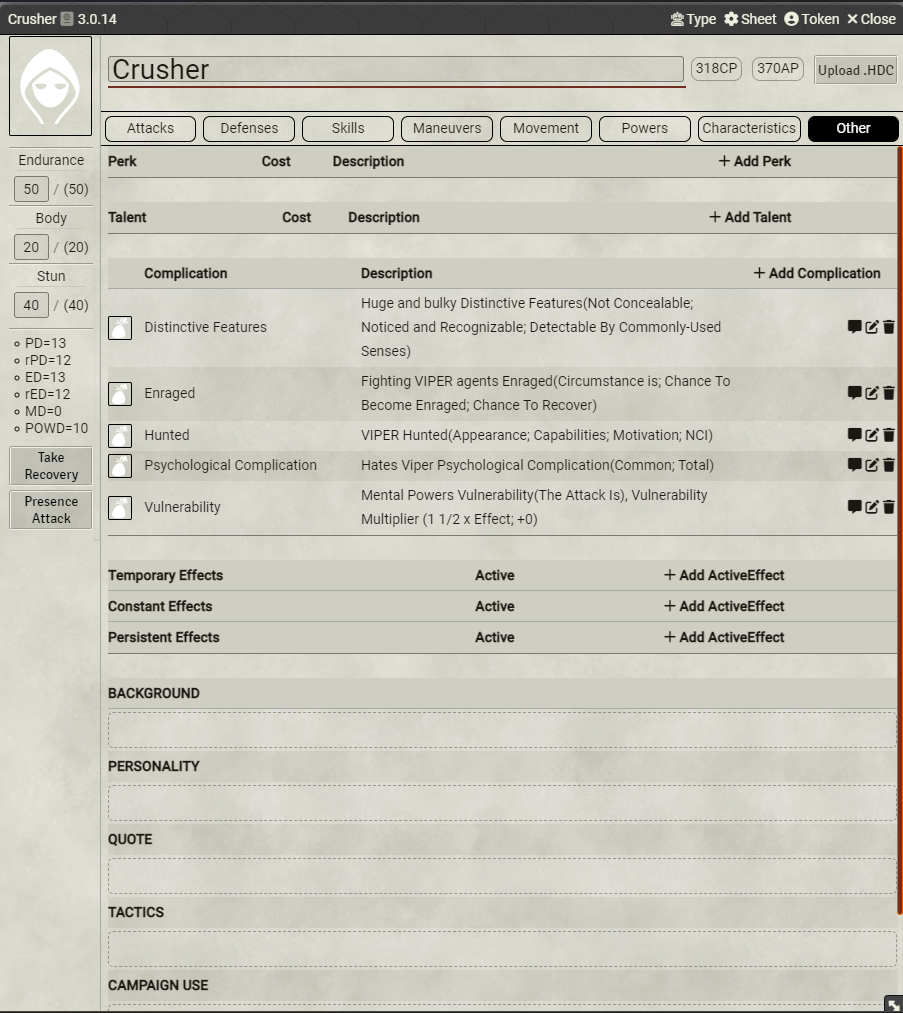 Crusher 3.0.14 Type Sheet Token Close
Crusher 318CP 370AP Upload .HDC
Attacks Defenses Skills Maneuvers Movement Powers Characteristics Other
Endurance
50 / (50)
Body
20 / (20)
Stun
40 / (40)
PD=13
rPD=12
ED=13
rED=12
MD=0
POWD=10
Take
Recovery
Presence
Attack
Perk Cost Description + Add Perk
Talent Cost Description + Add Talent
Complication Description + Add Complication
Distinctive Features
Huge and bulky Distinctive Features(Not Concealable;
Noticed and Recognizable; Detectable By Commonly-Used
Senses)
Enraged
Fighting VIPER agents Enraged(Circumstance is; Chance To
Become Enraged; Chance To Recover)
Hunted VIPER Hunted(Appearance; Capabilities; Motivation; NCI)
Psychological Complication Hates Viper Psychological Complication(Common; Total)
Vulnerability
Mental Powers Vulnerability(The Attack Is), Vulnerability
Multiplier (1 1/2 x Effect; +0)
Temporary Effects Active + Add ActiveEffect
Constant Effects Active + Add ActiveEffect
Persistent Effects Active + Add ActiveEffect
BACKGROUND
PERSONALITY
QUOTE
TACTICS
CAMPAIGN USE